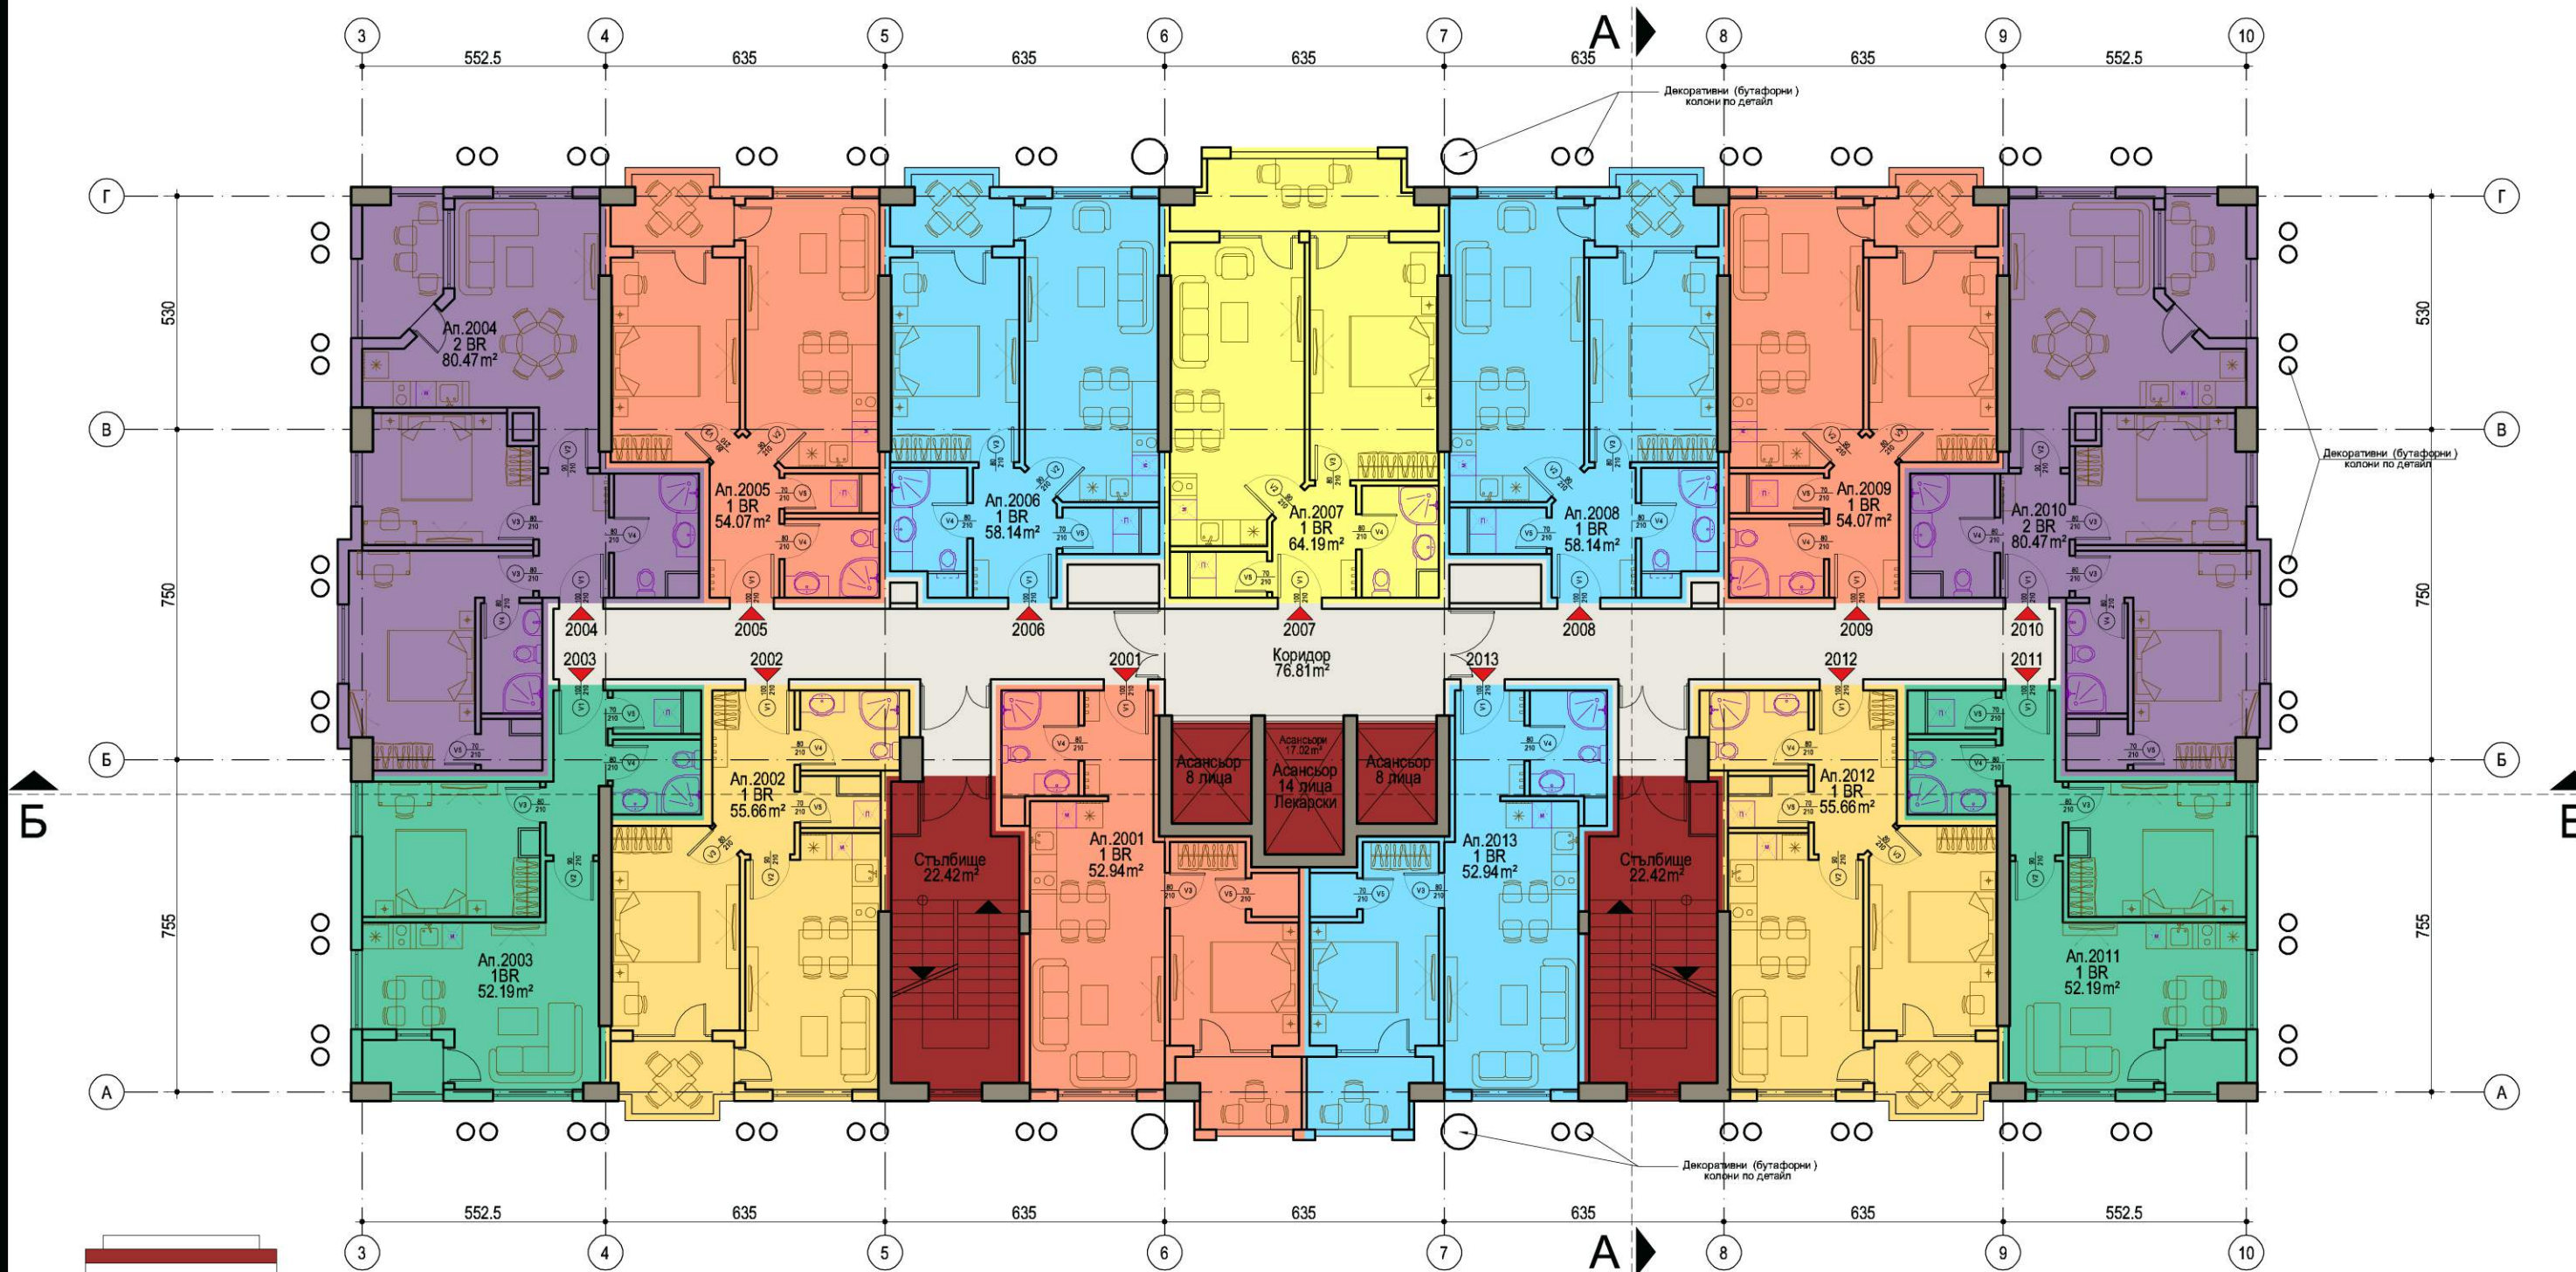 3 4 5 6 7 8 9 10
А
552.5 635 635 635 635 635 552.5
Декоративни (бутафорни)
колони по детайл
Г Г
530 530
Ап.2004
2 BR
80.47m²
Ап.2005
1 BR
54.07m²
Ап.2006
1 BR
58.14m²
Ап.2007
1 BR
64.19m²
Ап.2008
1 BR
58.14m²
Ап.2009
1 BR
54.07m²
Ап.2010
2 BR
80.47m²
В В
Декоративни (бутафорни)
колони по детайл
750 750
2004 2005 2006 2007 2008 2009 2010
Коридор
76.81m²
2003 2002 2001 2013 2012 2011
Б Б
Б
Асансьор
8 лица
Асансьори
17.02m²
Асансьор
14 лица
Лекарски
Асансьор
8 лица
Ап.2002
1 BR
55.66m²
Ап.2012
1 BR
55.66m²
Стълбище
22.42m²
Ап.2001
1 BR
52.94m²
Ап.2013
1 BR
52.94m²
Стълбище
22.42m²
755 755
Ап.2003
1BR
52.19m²
Ап.2011
1 BR
52.19m²
А А
Декоративни (бутафорни)
колони по детайл
552.5 635 635 635 635 635 552.5
3 4 5 6 7 8 9 10
А